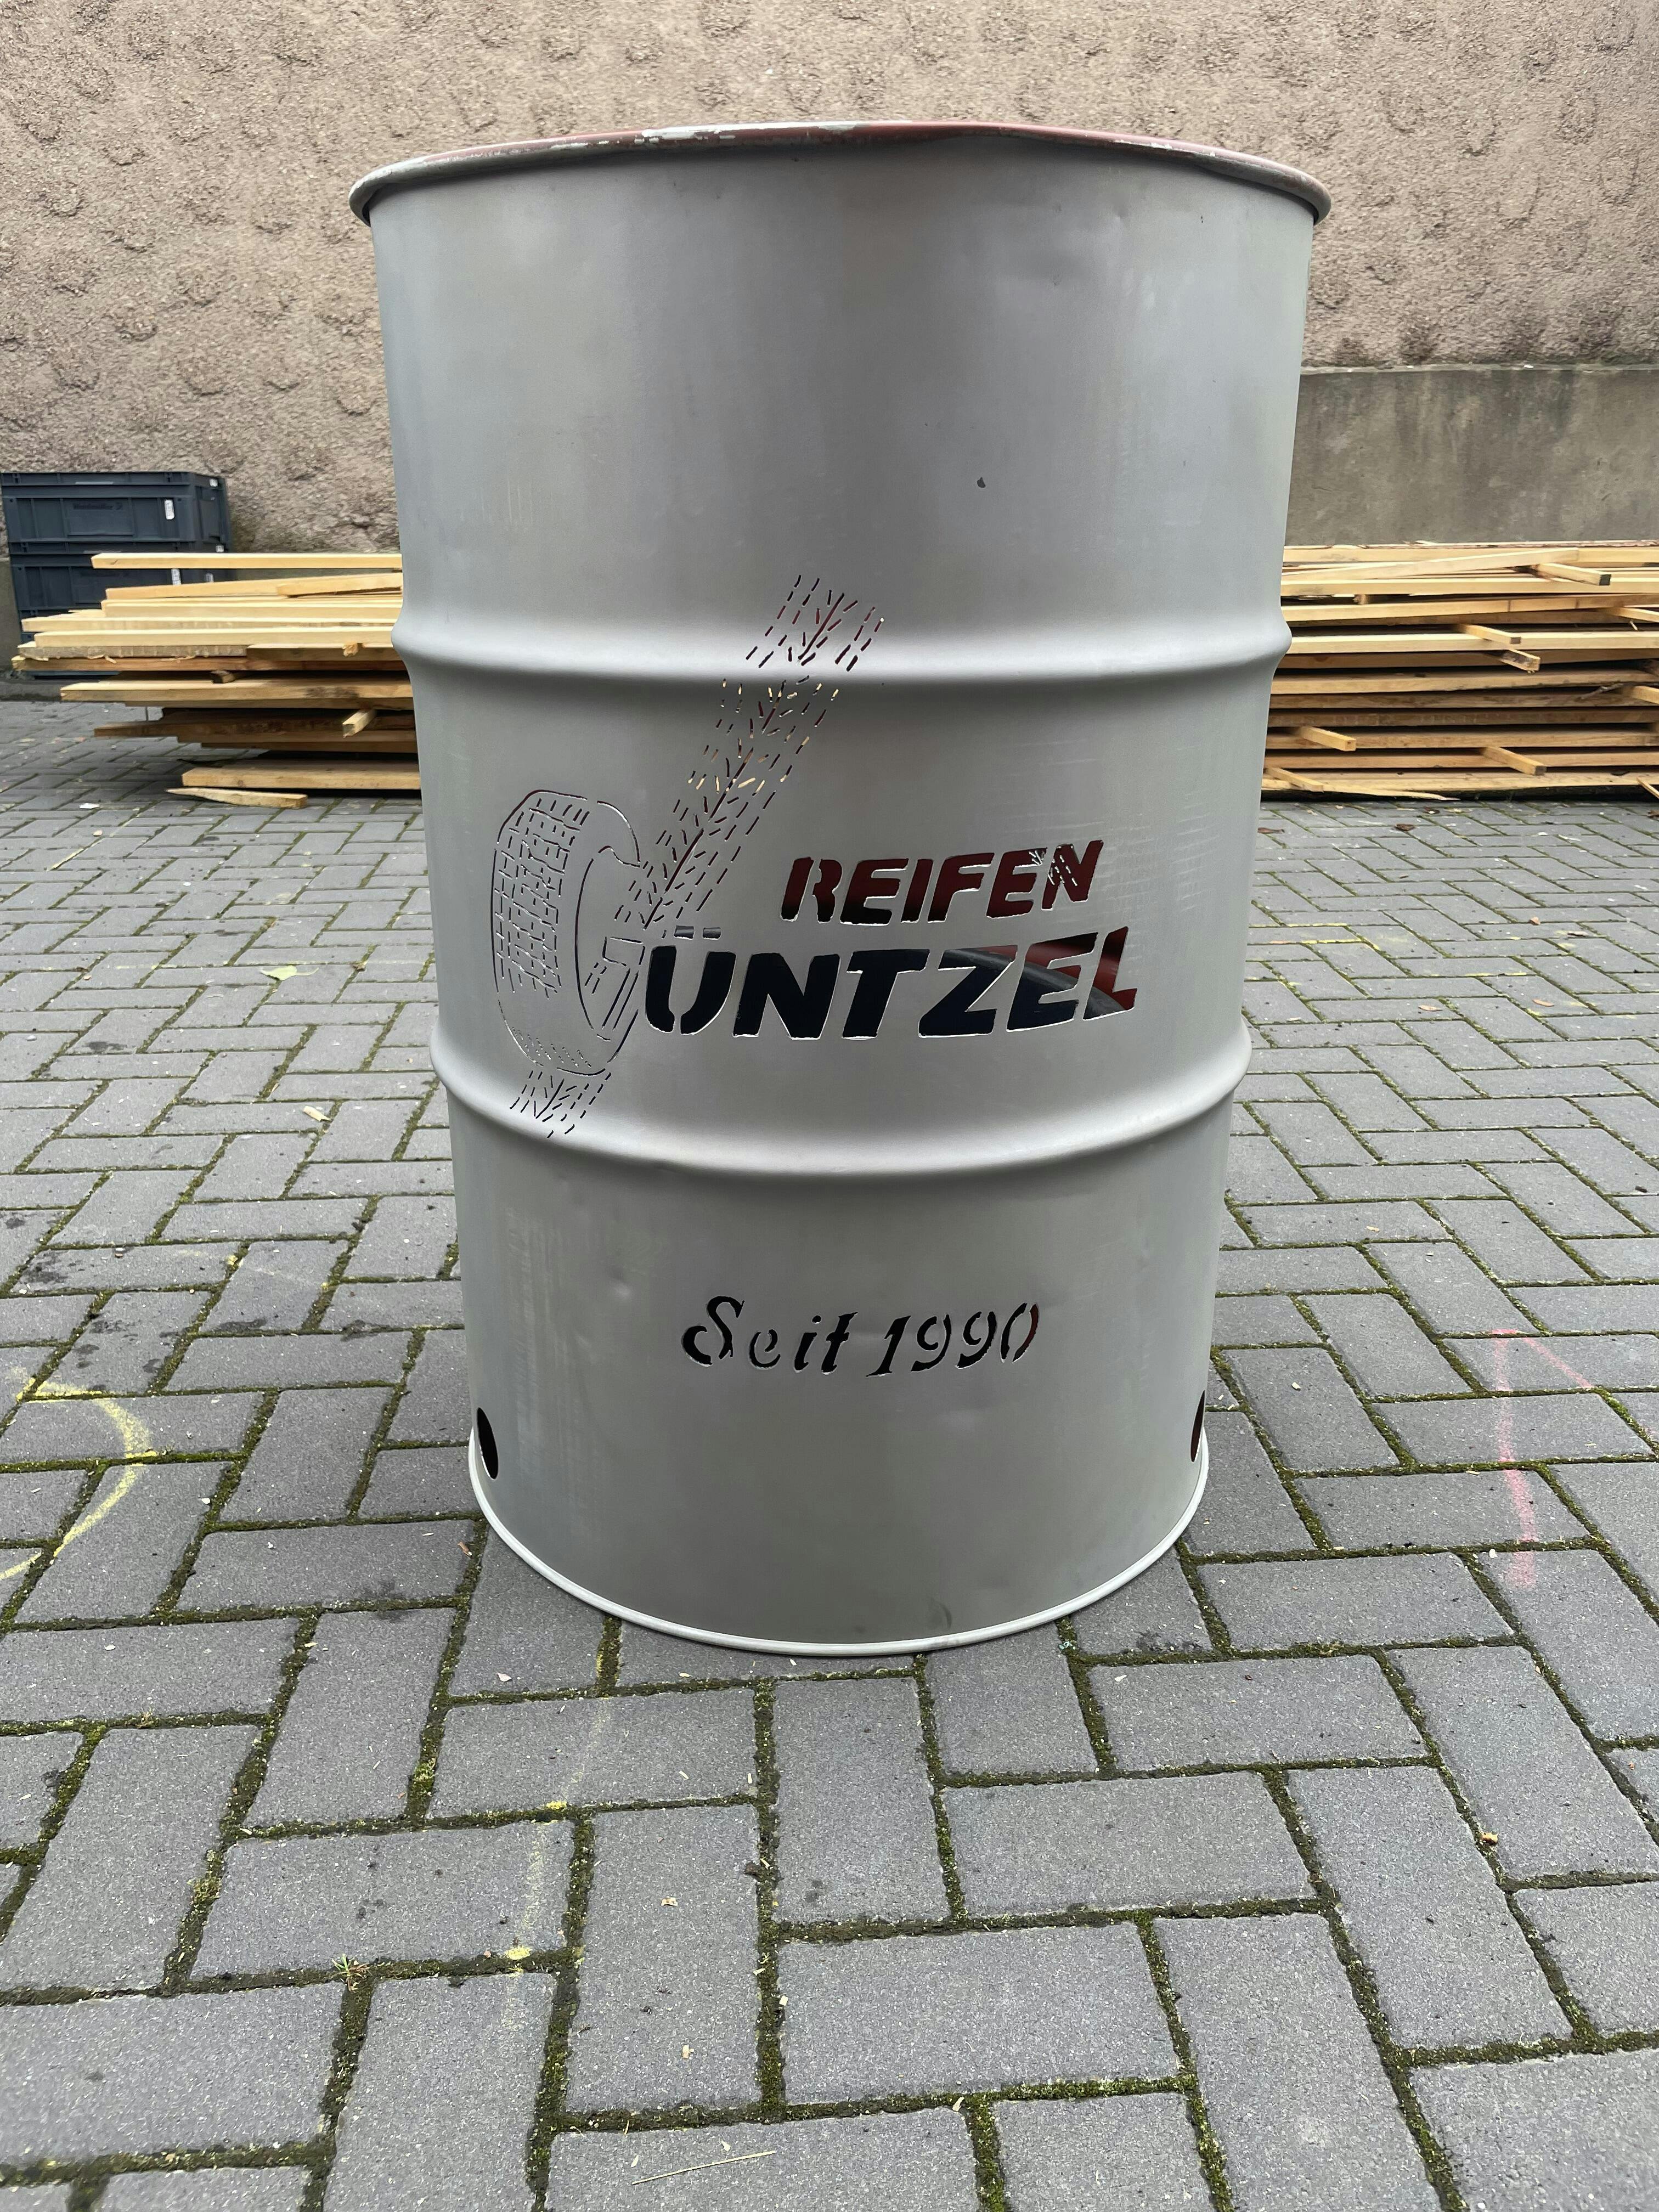 REIFEN
GÜNTZEL
Seit 1990